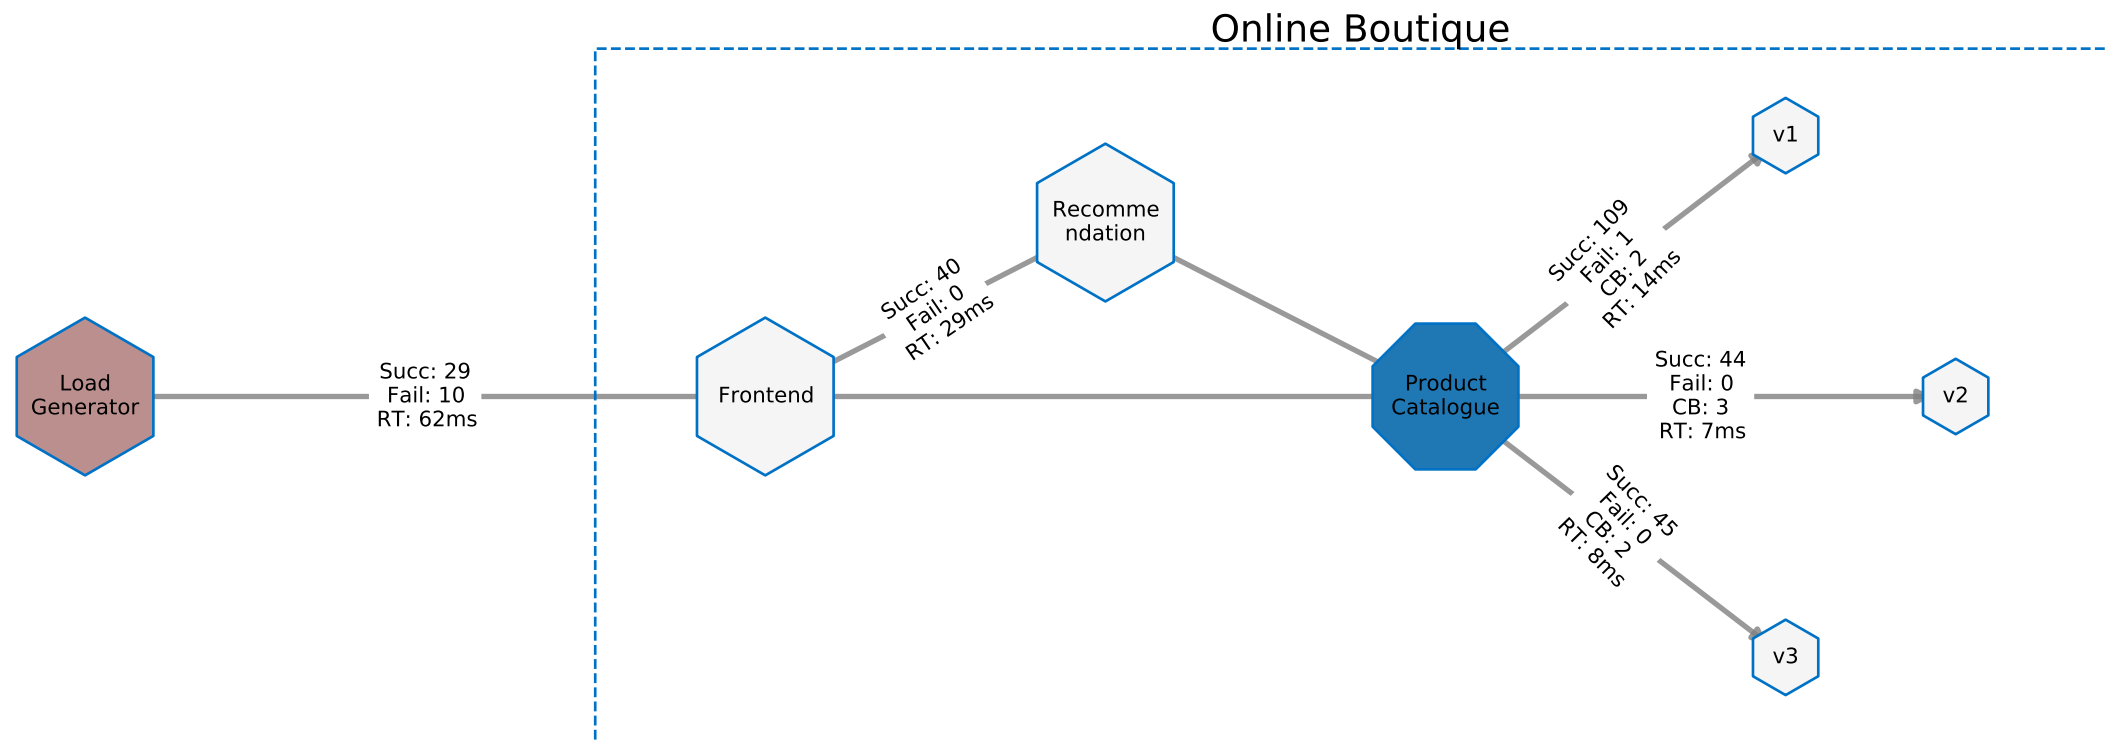 Online Boutique
Load
Generator
Succ: 29
Fail: 10
RT: 62ms
Frontend
Succ: 40
Fail: 0
RT: 29ms
Recomme
ndation
Product
Catalogue
Succ: 109
Fail: 1
CB: 2
RT: 14ms
v1
Succ: 44
Fail: 0
CB: 3
RT: 7ms
v2
Succ: 45
Fail: 0
CB: 2
RT: 8ms
v3